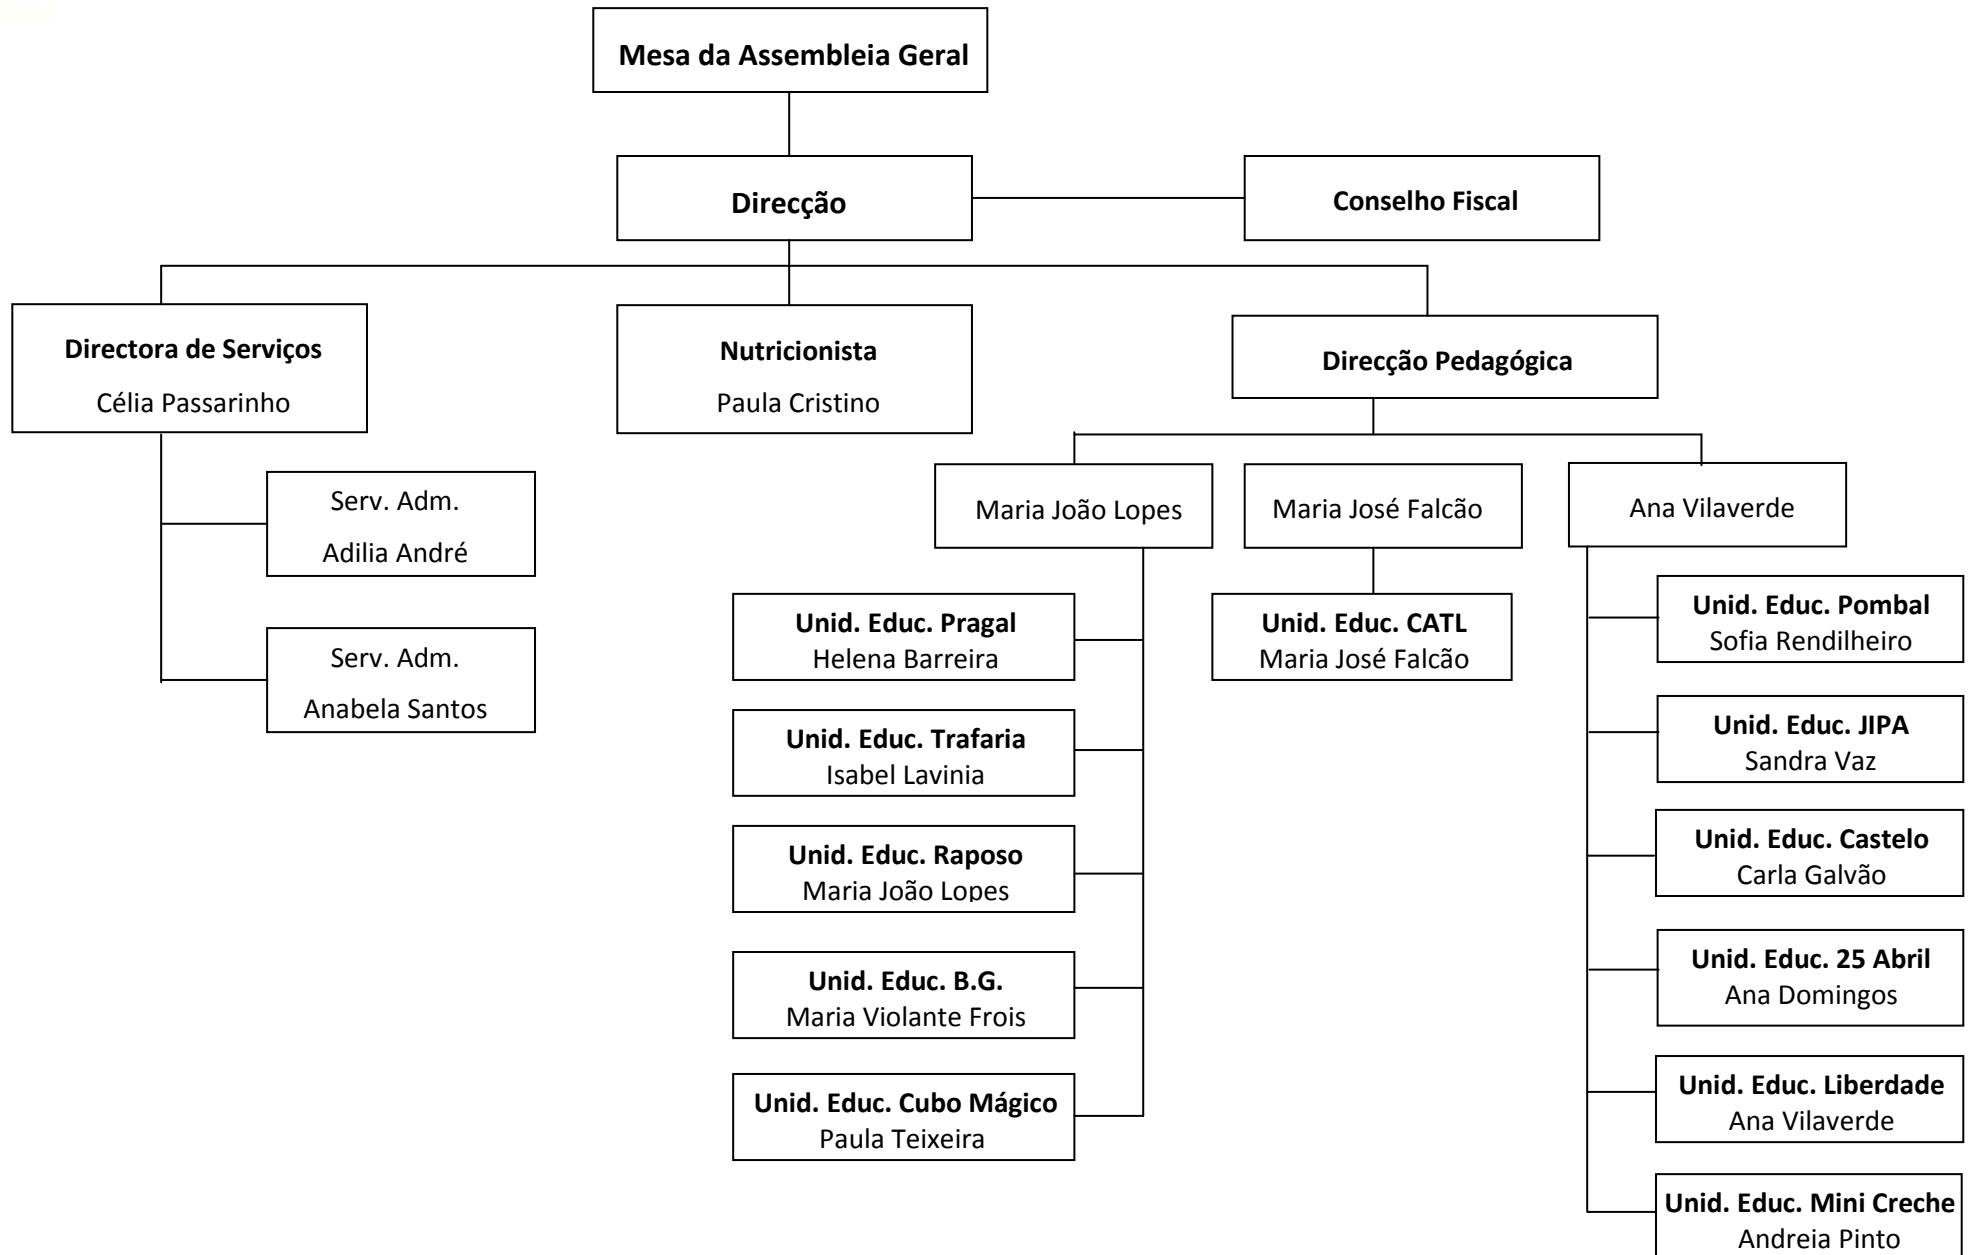 Mesa da Assembleia Geral
Direcção
Conselho Fiscal
Directora de Serviços
Célia Passarinho
Nutricionista
Paula Cristino
Direcção Pedagógica
Serv. Adm.
Adilia André
Serv. Adm.
Anabela Santos
Maria João Lopes
Maria José Falcão
Ana Vilaverde
Unid. Educ. Pragal
Helena Barreira
Unid. Educ. Trafaria
Isabel Lavinia
Unid. Educ. Raposo
Maria João Lopes
Unid. Educ. B.G.
Maria Violante Frois
Unid. Educ. Cubo Mágico
Paula Teixeira
Unid. Educ. CATL
Maria José Falcão
Unid. Educ. Pombal
Sofia Rendilheiro
Unid. Educ. JIPA
Sandra Vaz
Unid. Educ. Castelo
Carla Galvão
Unid. Educ. 25 Abril
Ana Domingos
Unid. Educ. Liberdade
Ana Vilaverde
Unid. Educ. Mini Creche
Andreia Pinto